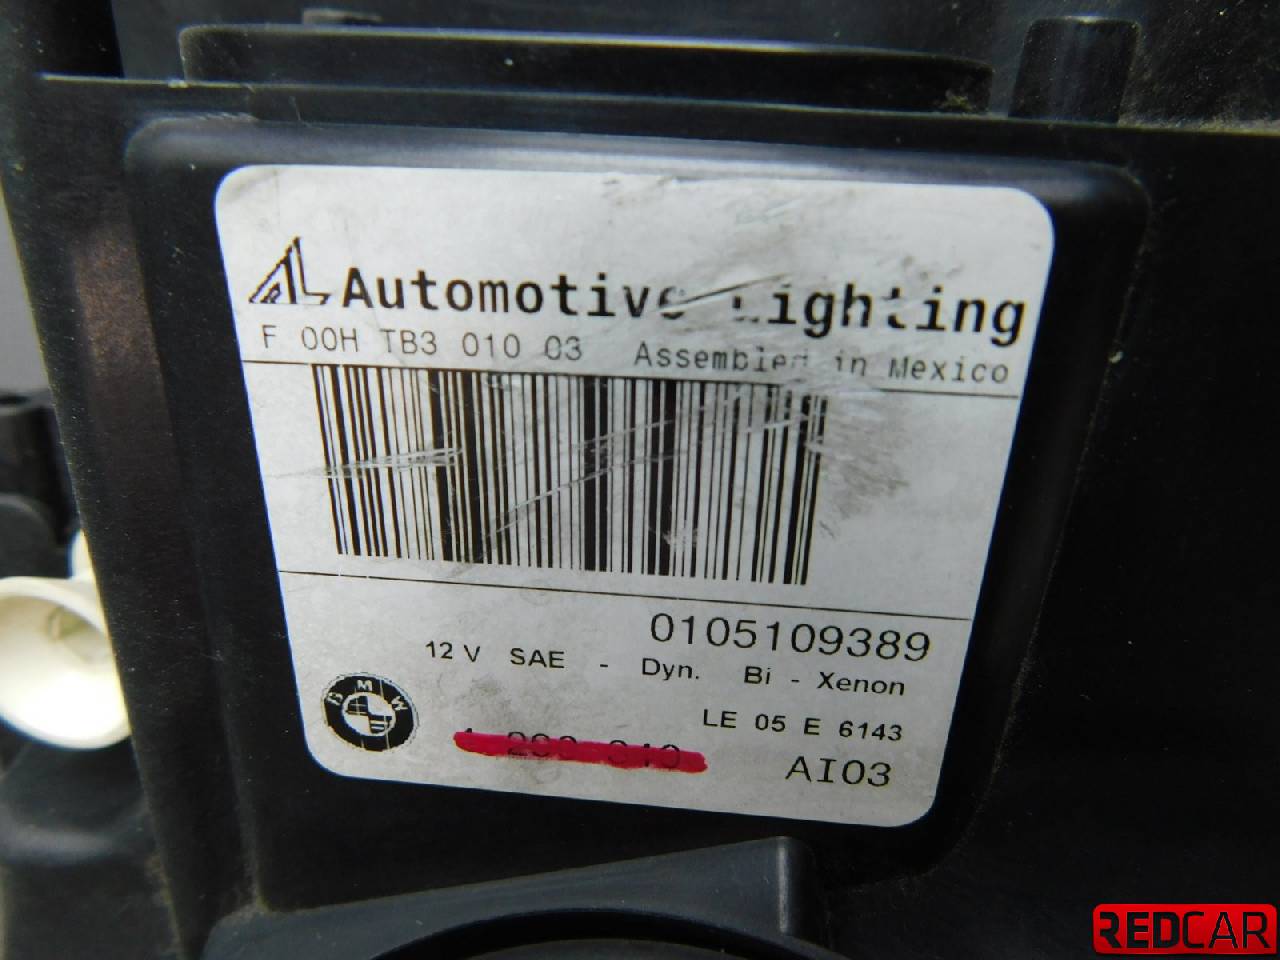 AL Automotive Lighting
F 00H TB3 010 03 Assembled in Mexico
0105109389
12 V SAE - Dyn. Bi - Xenon
BMW
LE 05 E 6143
AI03
REDCAR